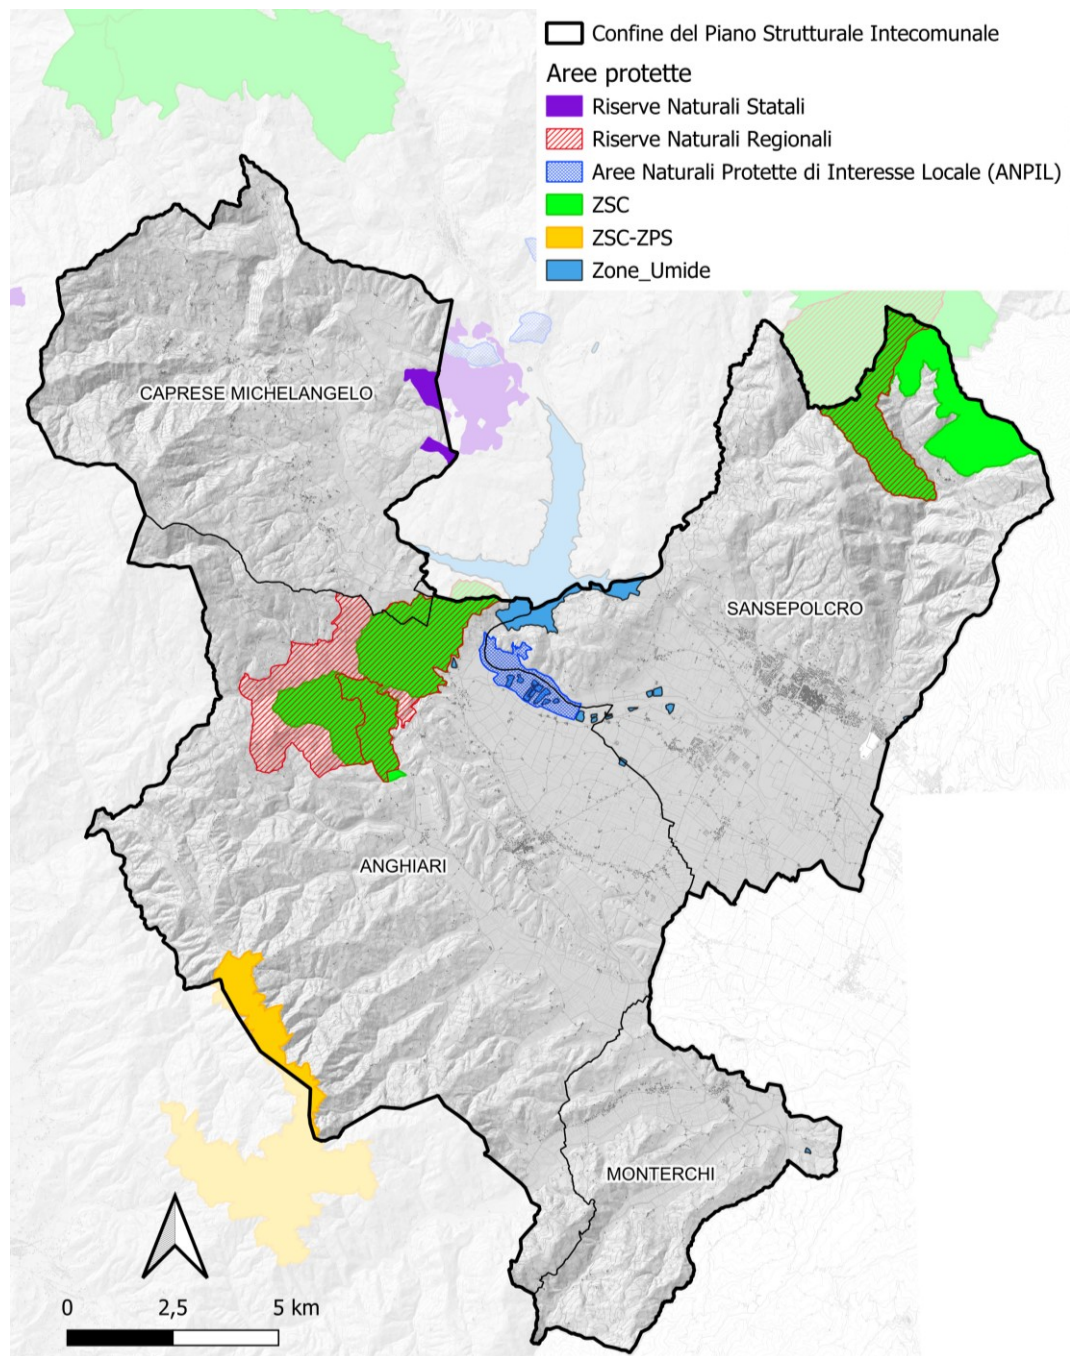 Confine del Piano Strutturale Intecomunale
Aree protette
Riserve Naturali Statali
Riserve Naturali Regionali
Aree Naturali Protette di Interesse Locale (ANPIL)
ZSC
ZSC-ZPS
Zone_Umide
CAPRESE MICHELANGELO
SANSEPOLCRO
ANGHIARI
MONTERCHI
0 2,5 5 km